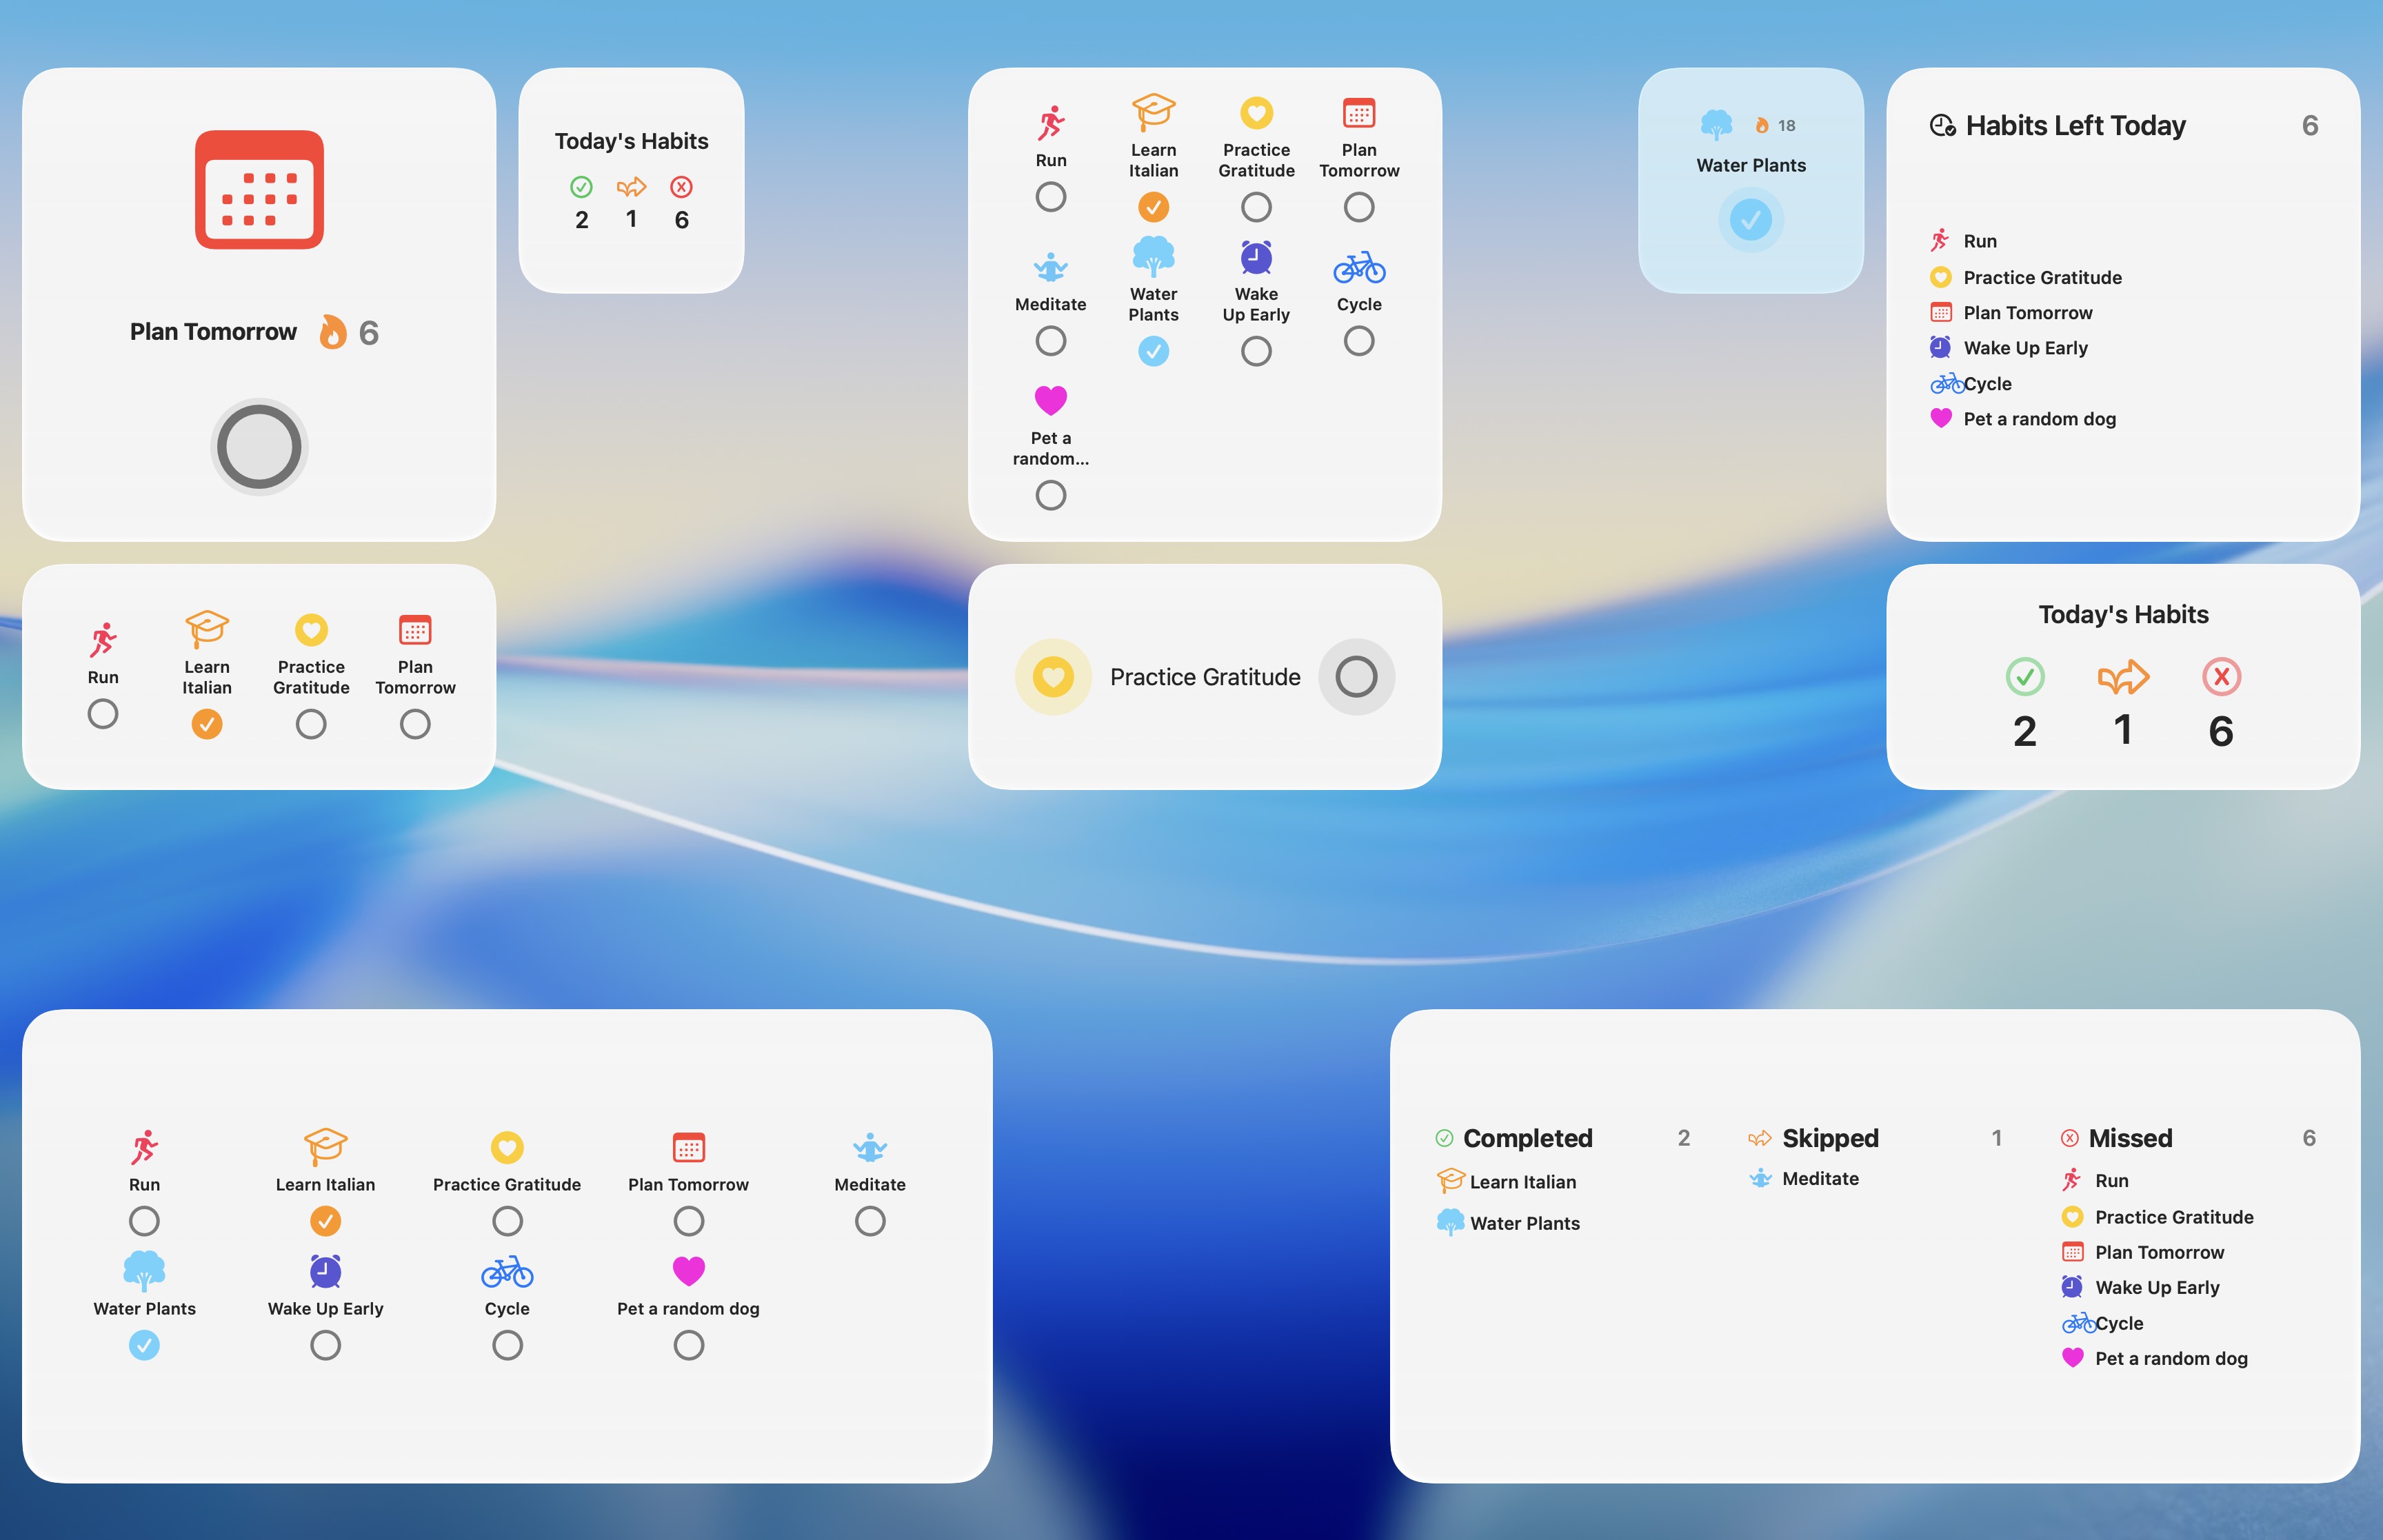 Plan Tomorrow 6
Today's Habits
2 1 6
Run
Learn
Italian
Practice
Gratitude
Plan
Tomorrow
Meditate
Water
Plants
Wake
Up Early
Cycle
Pet a
random...
18
Water Plants
Habits Left Today 6
Run
Practice Gratitude
Plan Tomorrow
Wake Up Early
Cycle
Pet a random dog
Run
Learn
Italian
Practice
Gratitude
Plan
Tomorrow
Practice Gratitude
Today's Habits
2 1 6
Run
Learn Italian
Practice Gratitude
Plan Tomorrow
Meditate
Water Plants
Wake Up Early
Cycle
Pet a random dog
Completed 2
Learn Italian
Water Plants
Skipped 1
Meditate
Missed 6
Run
Practice Gratitude
Plan Tomorrow
Wake Up Early
Cycle
Pet a random dog